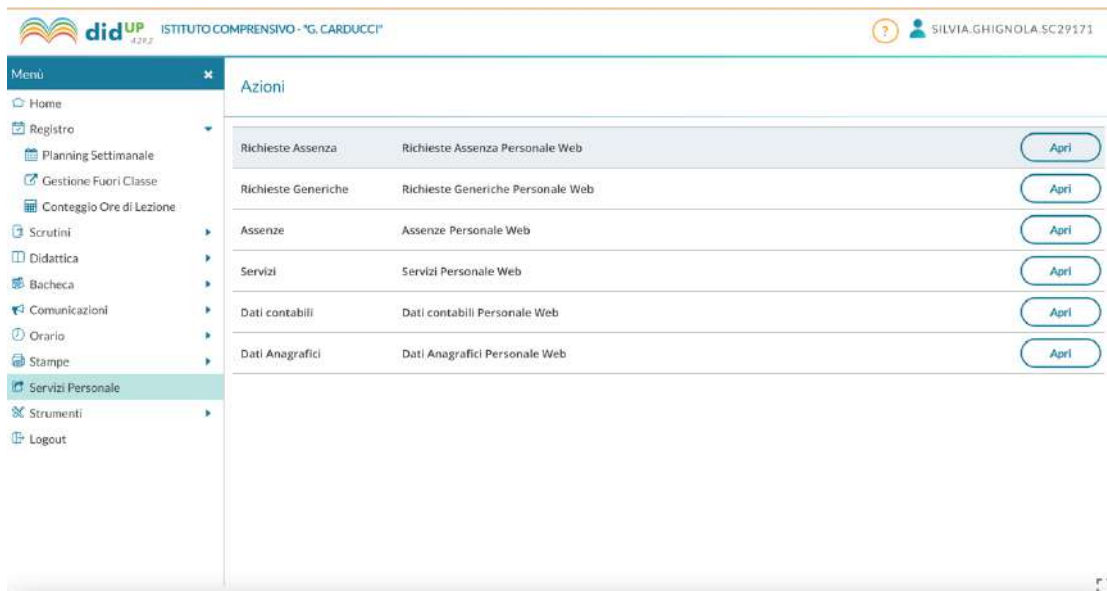 didUP ISTITUTO COMPRENSIVO - "G. CARDUCCI" ? SILVIA.GHIGNOLA.SC29171
Menù
Home
Registro
Planning Settimanale
Gestione Fuori Classe
Conteggio Ore di Lezione
Scrutini
Didattica
Bacheca
Comunicazioni
Orario
Stampe
Servizi Personale
Strumenti
Logout
Azioni
Richieste Assenza Richieste Assenza Personale Web Apri
Richieste Generiche Richieste Generiche Personale Web Apri
Assenze Assenze Personale Web Apri
Servizi Servizi Personale Web Apri
Dati contabili Dati contabili Personale Web Apri
Dati Anagrafici Dati Anagrafici Personale Web Apri